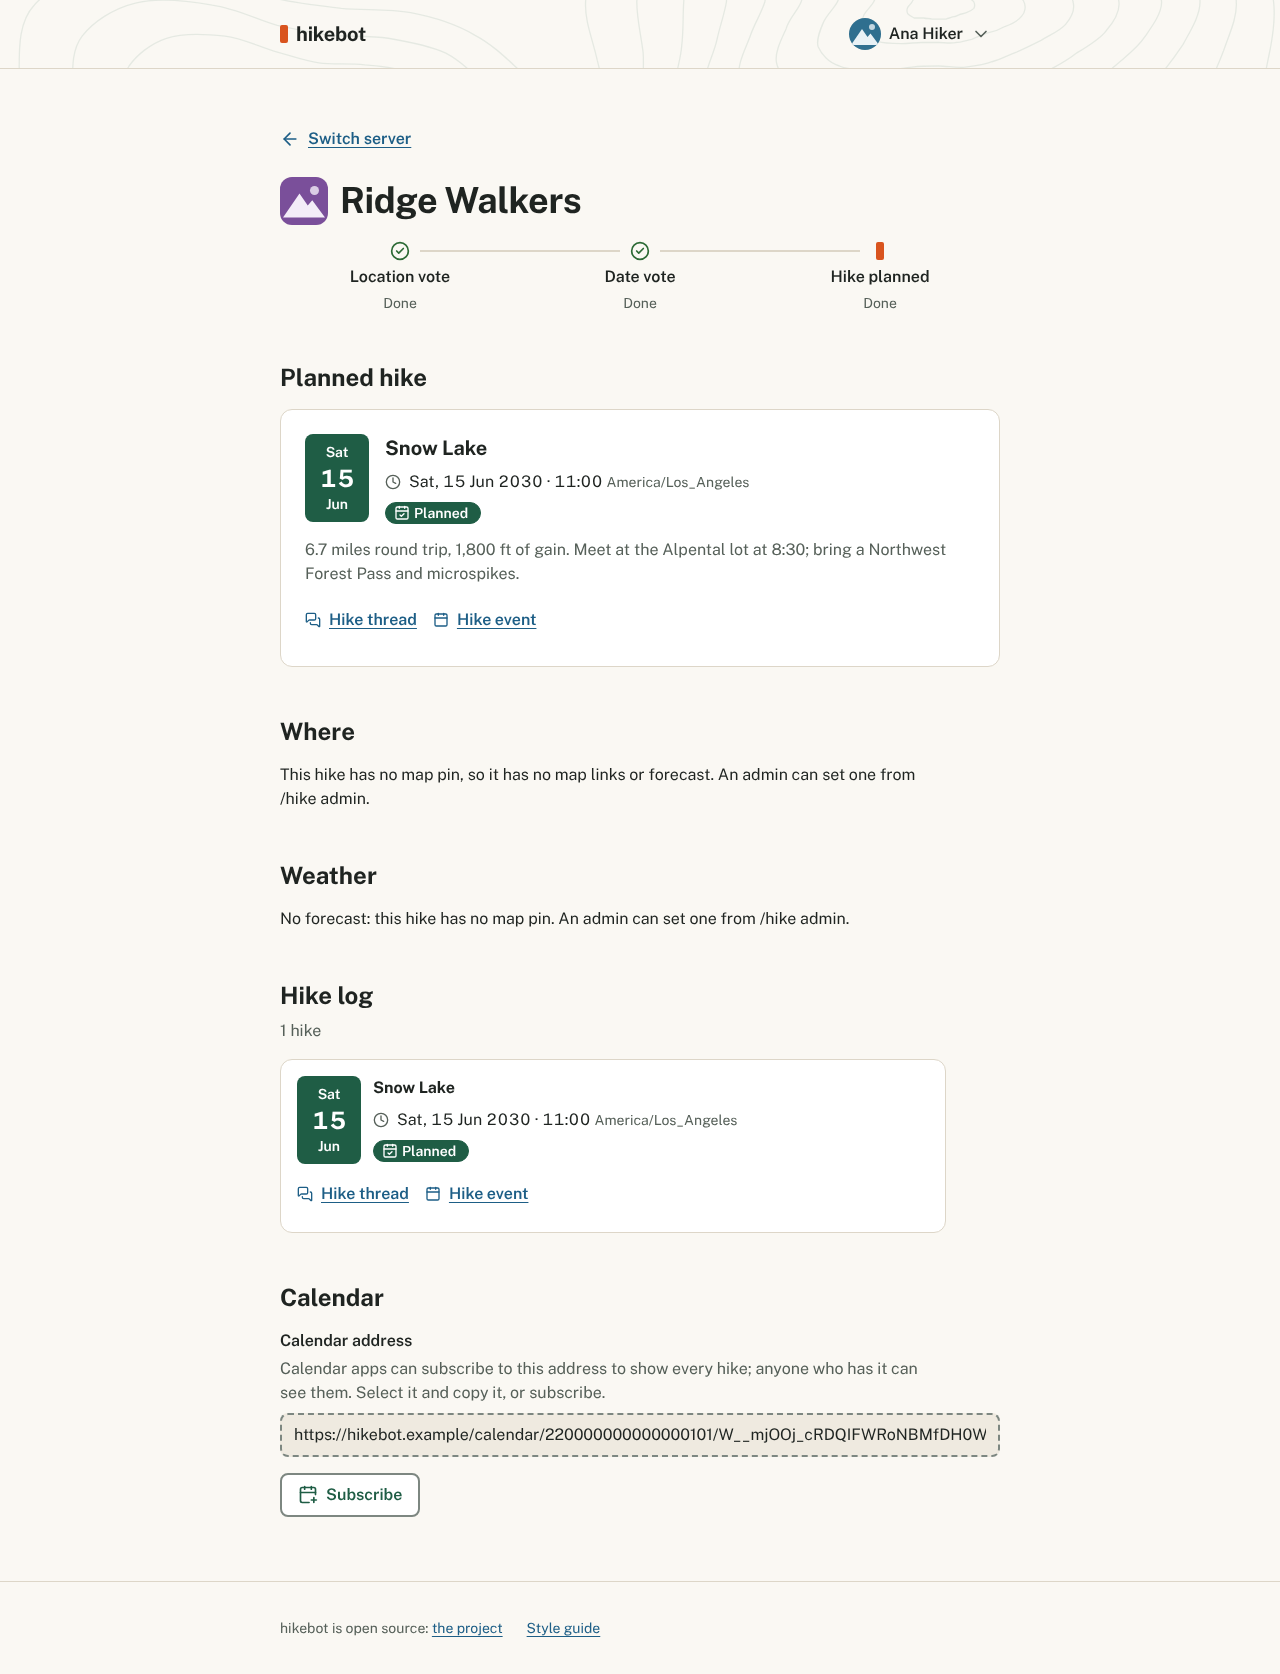 hikebot
Ana Hiker
Switch server
Ridge Walkers
Location vote
Done
Date vote
Done
Hike planned
Done
Planned hike
Sat
15
Jun
Snow Lake
Sat, 15 Jun 2030 · 11:00 America/Los_Angeles
Planned
6.7 miles round trip, 1,800 ft of gain. Meet at the Alpental lot at 8:30; bring a Northwest
Forest Pass and microspikes.
Hike thread
Hike event
Where
This hike has no map pin, so it has no map links or forecast. An admin can set one from
/hike admin.
Weather
No forecast: this hike has no map pin. An admin can set one from /hike admin.
Hike log
1 hike
Sat
15
Jun
Snow Lake
Sat, 15 Jun 2030 · 11:00 America/Los_Angeles
Planned
Hike thread
Hike event
Calendar
Calendar address
Calendar apps can subscribe to this address to show every hike; anyone who has it can
see them. Select it and copy it, or subscribe.
https://hikebot.example/calendar/220000000000000101/W__mjOOj_cRDQIFWRoNBMfDH0W
Subscribe
hikebot is open source: the project
Style guide